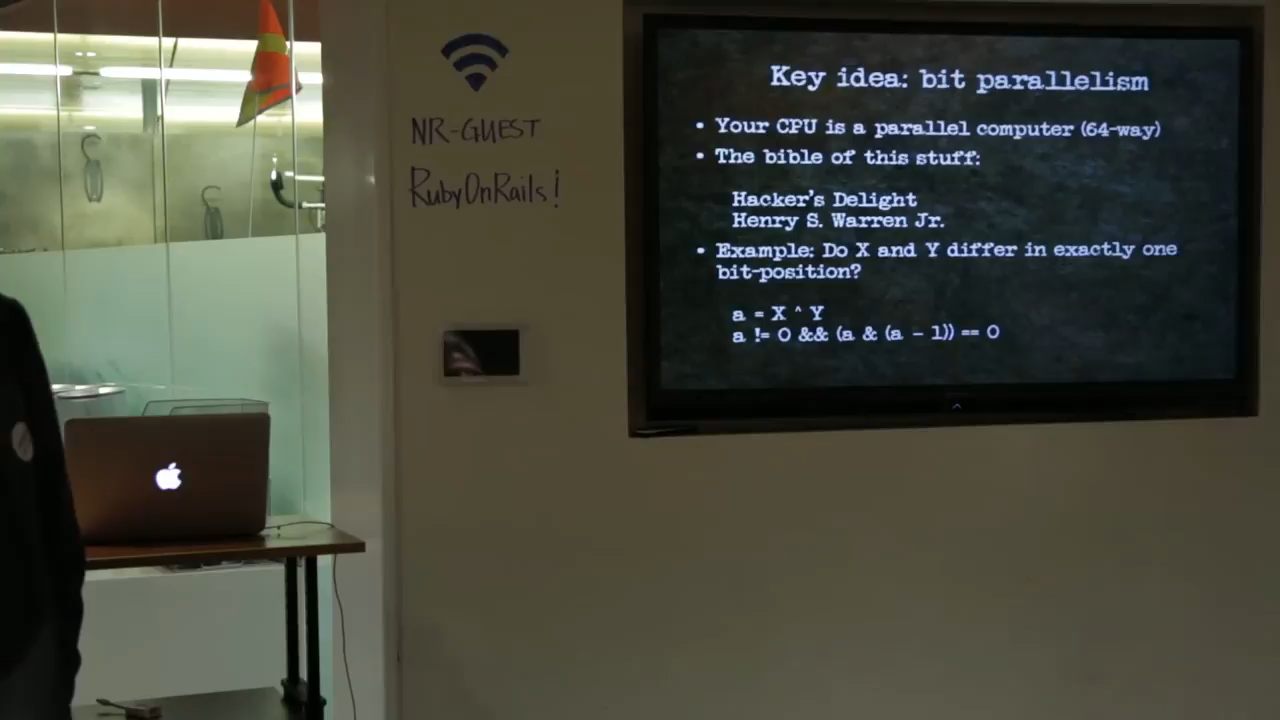 NR-GUEST
RubyOnRails!
Key idea: bit parallelism
• Your CPU is a parallel computer (64-way)
• The bible of this stuff:
Hacker's Delight
Henry S. Warren Jr.
• Example: Do X and Y differ in exactly one
bit-position?
a = X ^ Y
a != 0 && (a & (a - 1)) == 0